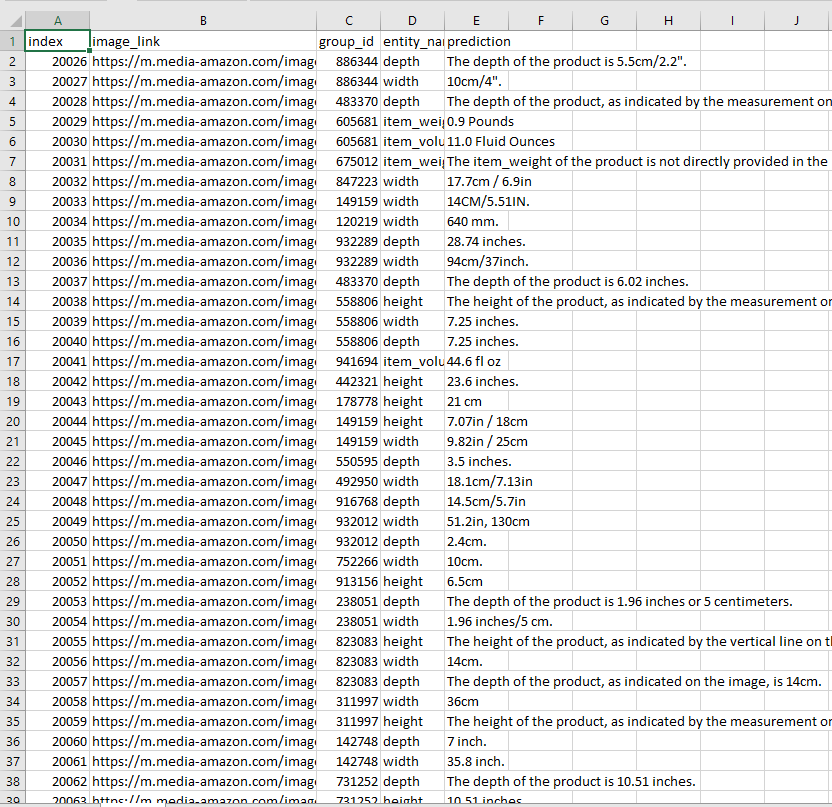 A B C D E F G H I J
1 index image_link group_id entity_na prediction
2 20026 https://m.media-amazon.com/imag 886344 depth The depth of the product is 5.5cm/2.2".
3 20027 https://m.media-amazon.com/imag 886344 width 10cm/4".
4 20028 https://m.media-amazon.com/imag 483370 depth The depth of the product, as indicated by the measurement on
5 20029 https://m.media-amazon.com/imag 605681 item_weig 0.9 Pounds
6 20030 https://m.media-amazon.com/imag 605681 item_volu 11.0 Fluid Ounces
7 20031 https://m.media-amazon.com/imag 675012 item_weig The item_weight of the product is not directly provided in the
8 20032 https://m.media-amazon.com/imag 847223 width 17.7cm / 6.9in
9 20033 https://m.media-amazon.com/imag 149159 width 14CM/5.51IN.
10 20034 https://m.media-amazon.com/imag 120219 width 640 mm.
11 20035 https://m.media-amazon.com/imag 932289 depth 28.74 inches.
12 20036 https://m.media-amazon.com/imag 932289 width 94cm/37inch.
13 20037 https://m.media-amazon.com/imag 483370 depth The depth of the product is 6.02 inches.
14 20038 https://m.media-amazon.com/imag 558806 height The height of the product, as indicated by the measurement or
15 20039 https://m.media-amazon.com/imag 558806 width 7.25 inches.
16 20040 https://m.media-amazon.com/imag 558806 depth 7.25 inches.
17 20041 https://m.media-amazon.com/imag 941694 item_volu 44.6 fl oz
18 20042 https://m.media-amazon.com/imag 442321 height 23.6 inches.
19 20043 https://m.media-amazon.com/imag 178778 height 21 cm
20 20044 https://m.media-amazon.com/imag 149159 height 7.07in / 18cm
21 20045 https://m.media-amazon.com/imag 149159 width 9.82in / 25cm
22 20046 https://m.media-amazon.com/imag 550595 depth 3.5 inches.
23 20047 https://m.media-amazon.com/imag 492950 width 18.1cm/7.13in
24 20048 https://m.media-amazon.com/imag 916768 depth 14.5cm/5.7in
25 20049 https://m.media-amazon.com/imag 932012 width 51.2in, 130cm
26 20050 https://m.media-amazon.com/imag 932012 depth 2.4cm.
27 20051 https://m.media-amazon.com/imag 752266 width 10cm.
28 20052 https://m.media-amazon.com/imag 913156 height 6.5cm
29 20053 https://m.media-amazon.com/imag 238051 depth The depth of the product is 1.96 inches or 5 centimeters.
30 20054 https://m.media-amazon.com/imag 238051 width 1.96 inches/5 cm.
31 20055 https://m.media-amazon.com/imag 823083 height The height of the product, as indicated by the vertical line on th
32 20056 https://m.media-amazon.com/imag 823083 width 14cm.
33 20057 https://m.media-amazon.com/imag 823083 depth The depth of the product, as indicated on the image, is 14cm.
34 20058 https://m.media-amazon.com/imag 311997 width 36cm
35 20059 https://m.media-amazon.com/imag 311997 height The height of the product, as indicated by the measurement or
36 20060 https://m.media-amazon.com/imag 142748 depth 7 inch.
37 20061 https://m.media-amazon.com/imag 142748 width 35.8 inch.
38 20062 https://m.media-amazon.com/imag 731252 depth The depth of the product is 10.51 inches.
39 20063 https://m.media-amazon.com/imag 731252 height 10.51 inches